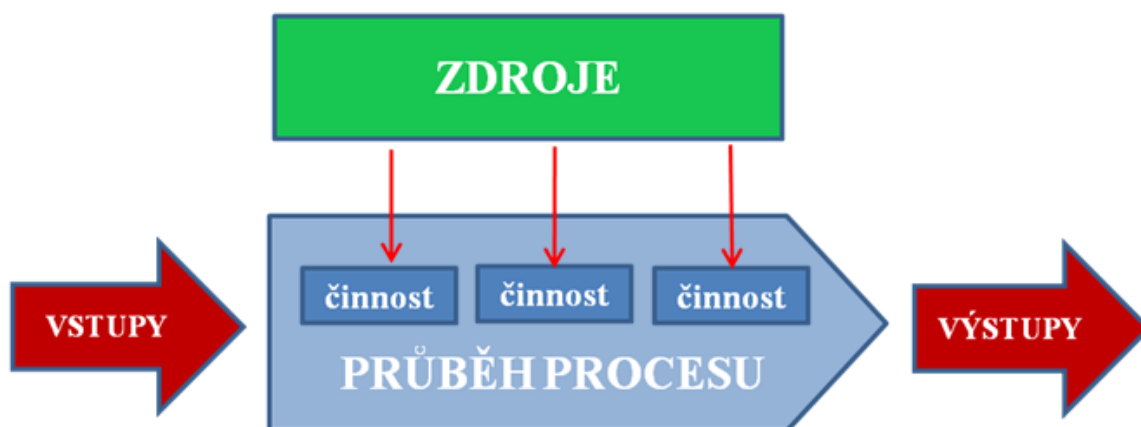 ZDROJE
činnost
činnost
činnost
VSTUPY
PRŮBĚH PROCESU
VÝSTUPY